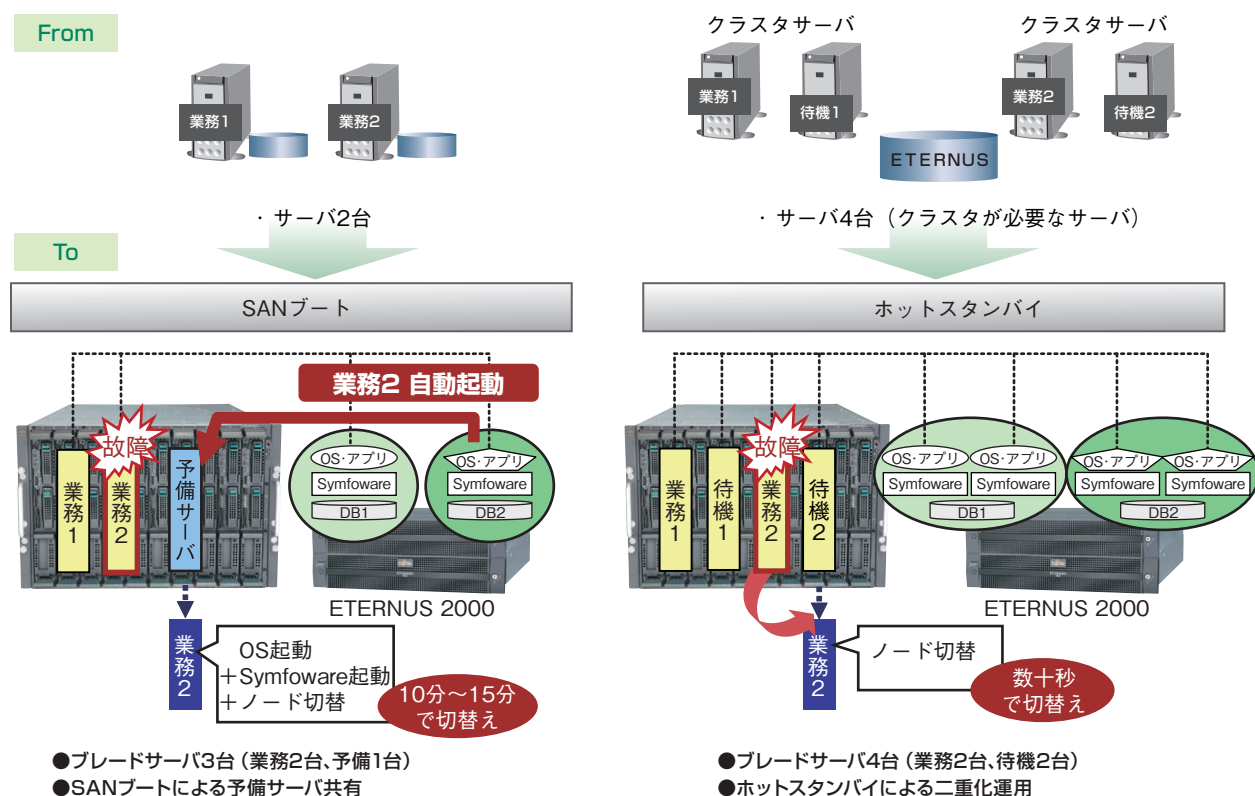 From
業務1
業務2
・サーバ2台
クラスタサーバ
クラスタサーバ
業務1
待機1
業務2
待機2
ETERNUS
・サーバ4台（クラスタが必要なサーバ）
To
SANブート
業務2 自動起動
故障
業務1
業務2
予備サーバ
OS・アプリ
Symfoware
DB1
OS・アプリ
Symfoware
DB2
ETERNUS 2000
業務2
OS起動
＋Symfoware起動
＋ノード切替
10分～15分
で切替え
●ブレードサーバ3台（業務2台、予備1台）
●SANブートによる予備サーバ共有
ホットスタンバイ
故障
業務1
待機1
業務2
待機2
OS・アプリ
OS・アプリ
Symfoware
Symfoware
DB1
OS・アプリ
OS・アプリ
Symfoware
Symfoware
DB2
ETERNUS 2000
業務2
ノード切替
数十秒
で切替え
●ブレードサーバ4台（業務2台、待機2台）
●ホットスタンバイによる二重化運用